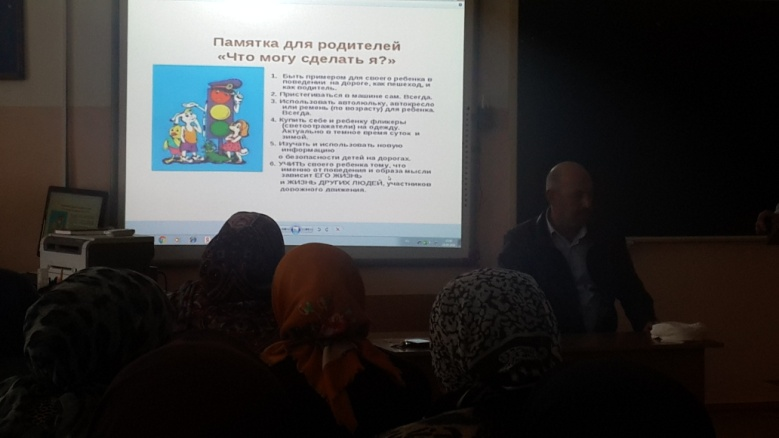 Памятка для родителей
«Что могу сделать я?»
1. Быть примером для своего ребенка в
поведении на дороге, как пешеход, и
как водитель.
2. Пристегиваться в машине сам. Всегда.
3. Использовать автолюльку, автокресло
или ремень (по возрасту) для ребенка.
Всегда.
4. Купить себе и ребенку фликеры
(светоотражатели) на одежду.
Актуально в темное время суток и
зимой.
5. Изучать и использовать новую
информацию
о безопасности детей на дорогах.
6. УЧИТЬ своего ребенка тому, что
именно от поведения и образа мысли
зависит ЕГО ЖИЗНЬ
и ЖИЗНЬ ДРУГИХ ЛЮДЕЙ, участников
дорожного движения.